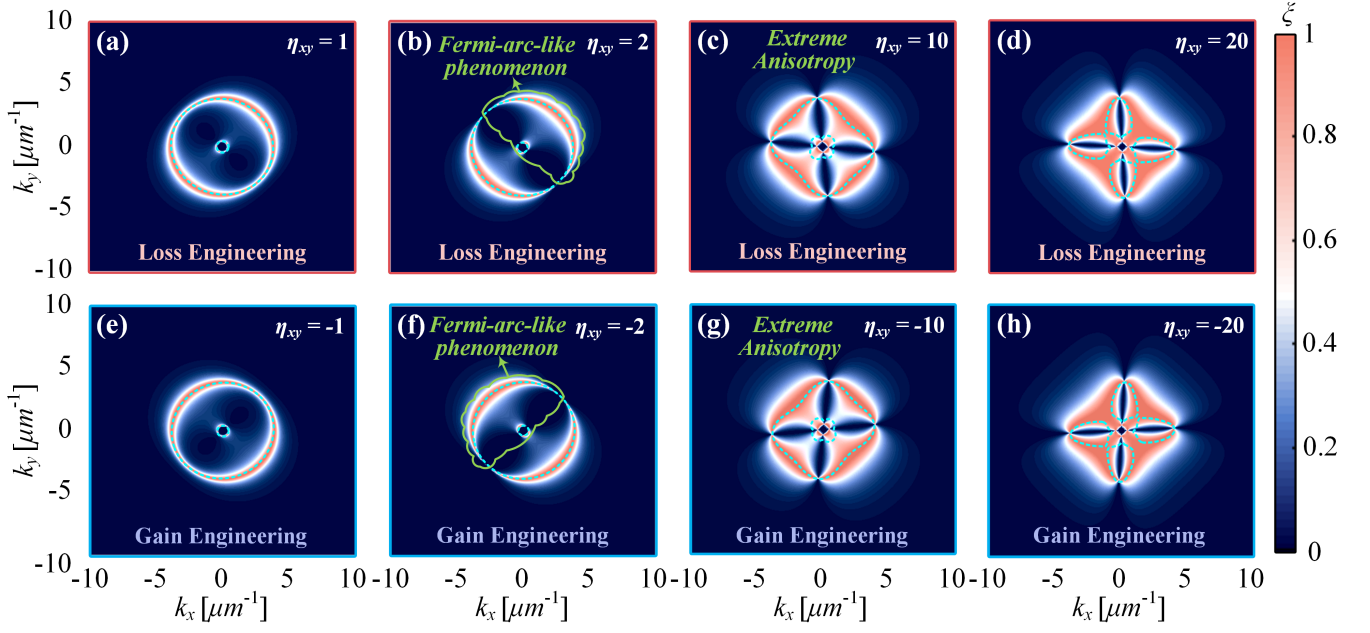 (a) η_xy = 1
(b) η_xy = 2
Fermi-arc-like
phenomenon
(c) Extreme
Anisotropy
η_xy = 10
(d) η_xy = 20
ξ
10
5
0
-5
-10
k_y [μm⁻¹]
Loss Engineering
Loss Engineering
Loss Engineering
Loss Engineering
(e) η_xy = -1
(f) η_xy = -2
Fermi-arc-like
phenomenon
(g) Extreme
Anisotropy
η_xy = -10
(h) η_xy = -20
10
5
0
-5
-10
k_y [μm⁻¹]
Gain Engineering
Gain Engineering
Gain Engineering
Gain Engineering
-10 -5 0 5 10
-10 -5 0 5 10
-10 -5 0 5 10
-10 -5 0 5 10
k_x [μm⁻¹]
k_x [μm⁻¹]
k_x [μm⁻¹]
k_x [μm⁻¹]
1
0.8
0.6
0.4
0.2
0